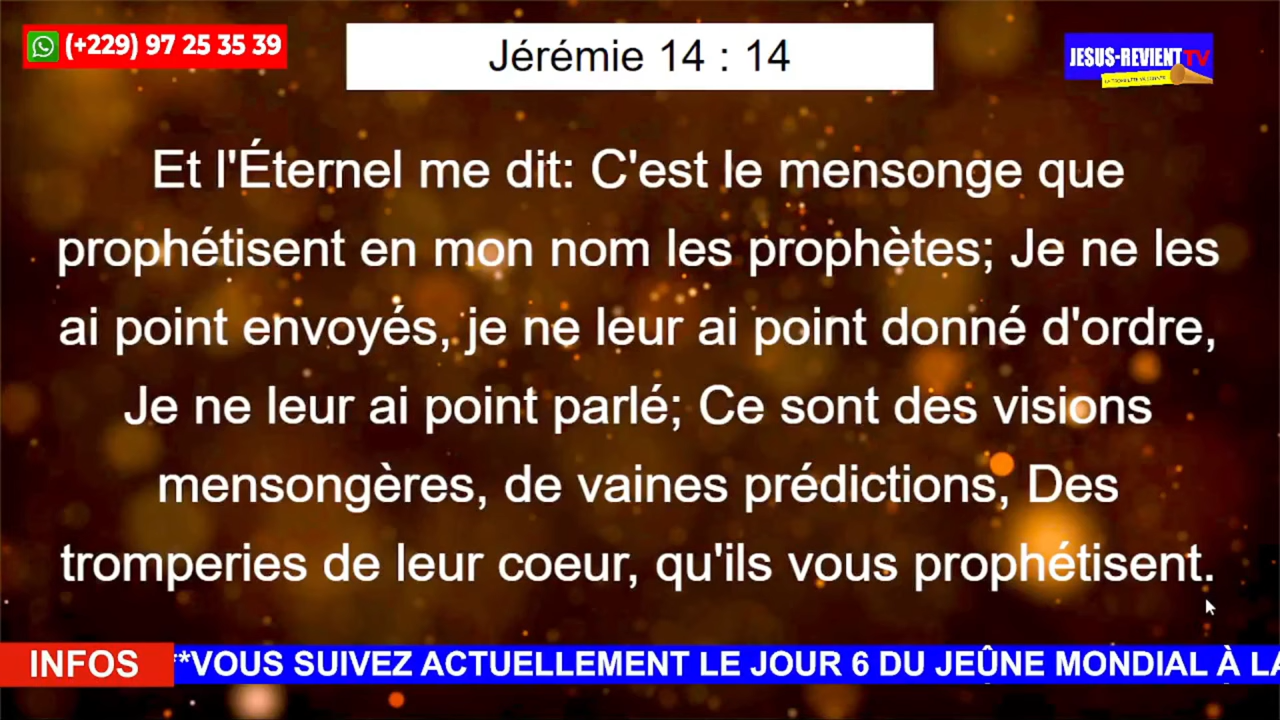 (+229) 97 25 35 39
Jérémie 14 : 14
JESUS-REVIENT TV
Et l'Éternel me dit: C'est le mensonge que
prophétisent en mon nom les prophètes; Je ne les
ai point envoyés, je ne leur ai point donné d'ordre,
Je ne leur ai point parlé; Ce sont des visions
mensongères, de vaines prédictions, Des
tromperies de leur coeur, qu'ils vous prophétisent.
INFOS
**VOUS SUIVEZ ACTUELLEMENT LE JOUR 6 DU JEÛNE MONDIAL À LA